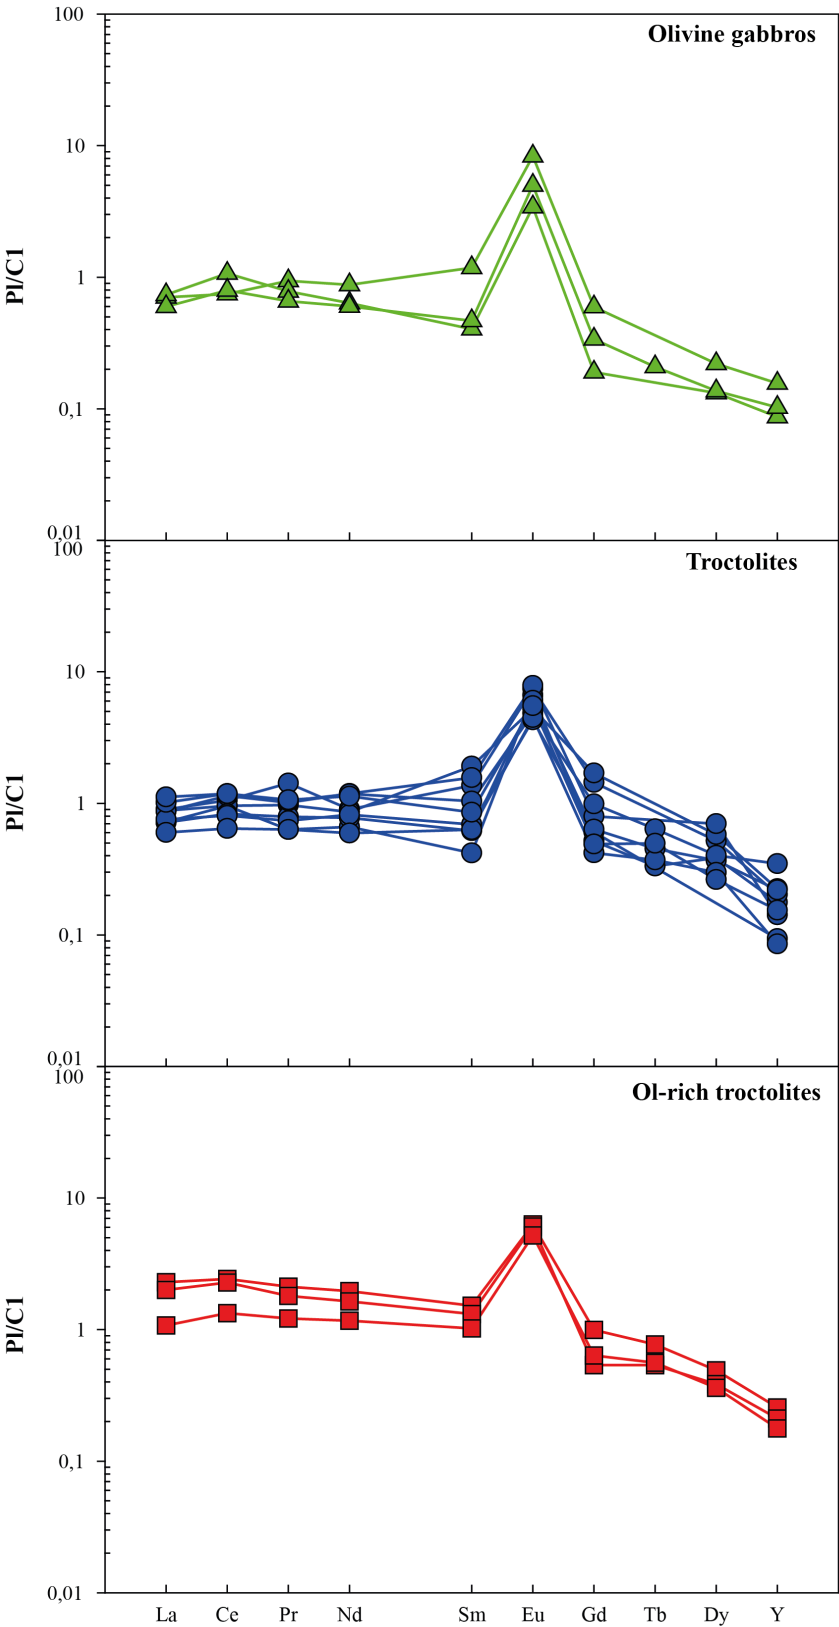 100
Olivine gabbros
10
Pl/C1
1
0,1
0,01
100
Troctolites
10
Pl/C1
1
0,1
0,01
100
Ol-rich troctolites
10
Pl/C1
1
0,1
0,01
La Ce Pr Nd Sm Eu Gd Tb Dy Y